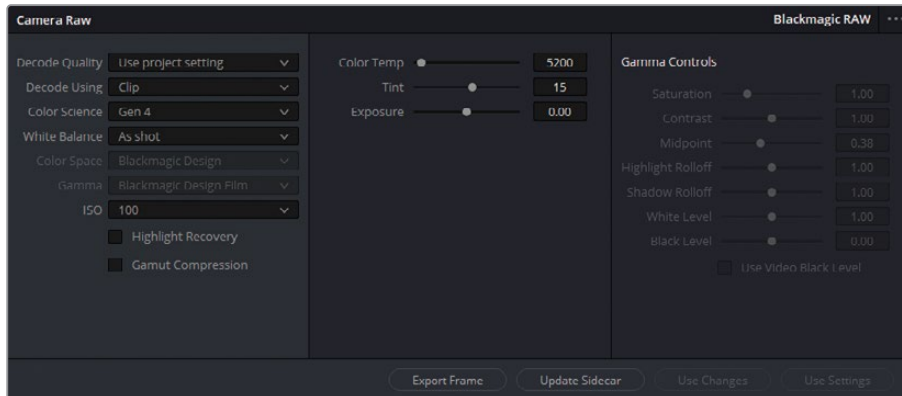 Camera Raw
Blackmagic RAW
Decode Quality Use project setting
Decode Using Clip
Color Science Gen 4
White Balance As shot
Color Space Blackmagic Design
Gamma Blackmagic Design Film
ISO 100
Highlight Recovery
Gamut Compression
Color Temp 5200
Tint 15
Exposure 0.00
Gamma Controls
Saturation 1.00
Contrast 1.00
Midpoint 0.38
Highlight Rolloff 1.00
Shadow Rolloff 1.00
White Level 1.00
Black Level 0.00
Use Video Black Level
Export Frame Update Sidecar Use Changes Use Settings